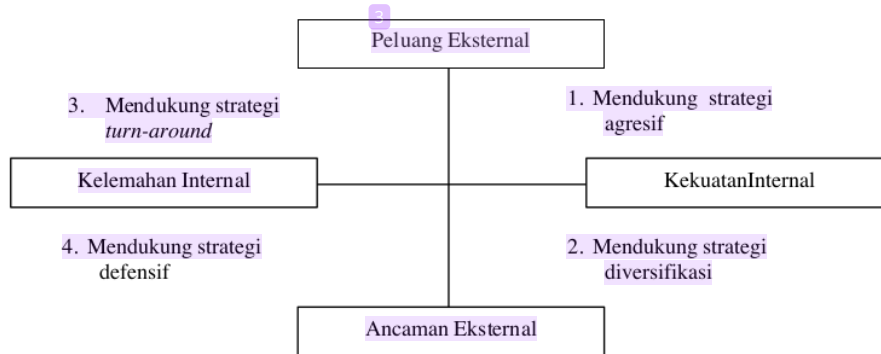 3
Peluang Eksternal
3. Mendukung strategi
turn-around
1. Mendukung strategi
agresif
Kelemahan Internal
KekuatanInternal
4. Mendukung strategi
defensif
2. Mendukung strategi
diversifikasi
Ancaman Eksternal